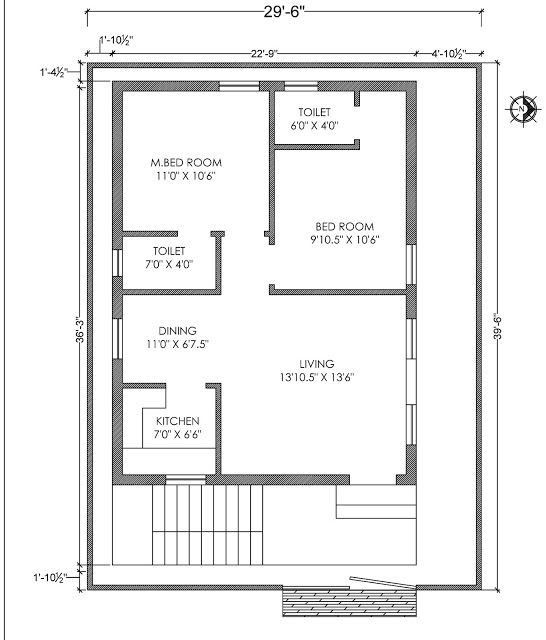 29'-6"
1'-10½"
22'-9"
4'-10½"
1'-4½"
TOILET
6'0" X 4'0"
N
M.BED ROOM
11'0" X 10'6"
BED ROOM
9'10.5" X 10'6"
TOILET
7'0" X 4'0"
36'-3"
39'-6"
DINING
11'0" X 6'7.5"
LIVING
13'10.5" X 13'6"
KITCHEN
7'0" X 6'6"
1'-10½"